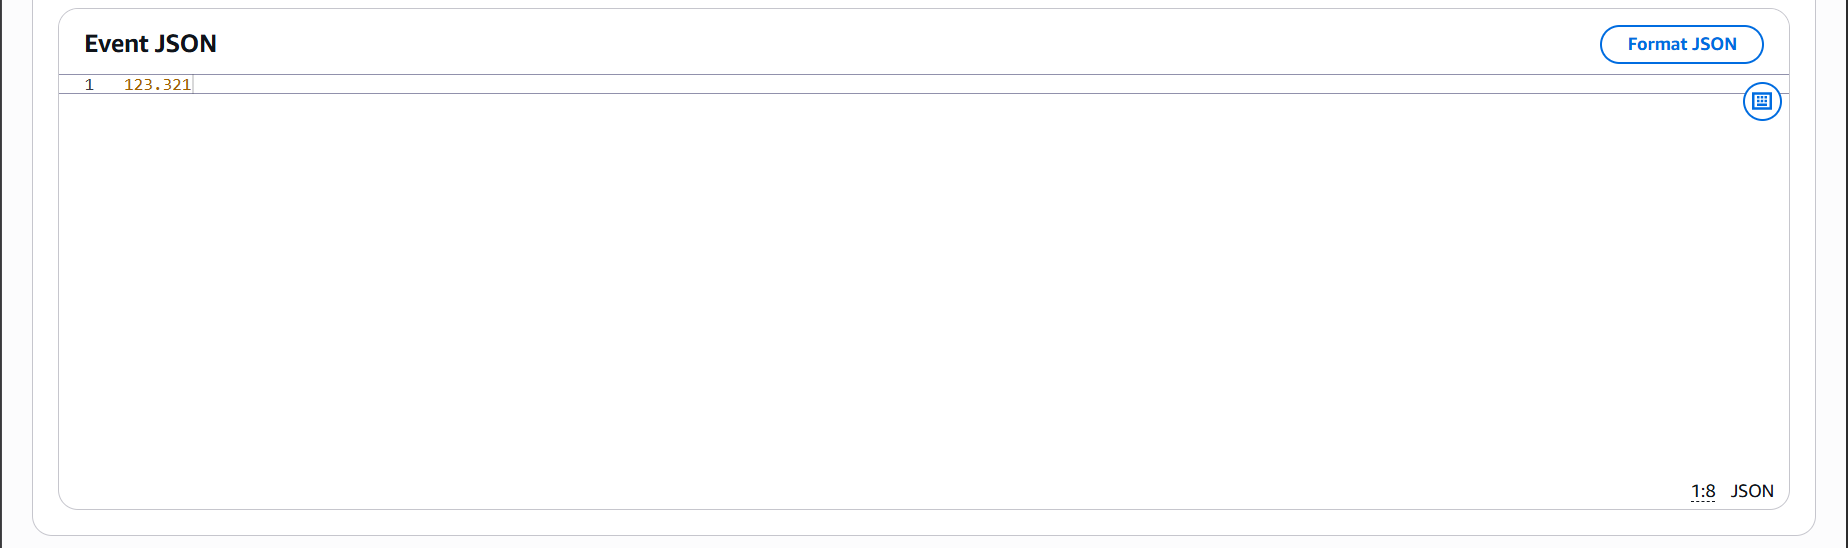 Event JSON
Format JSON
1 123.321
1:8 JSON